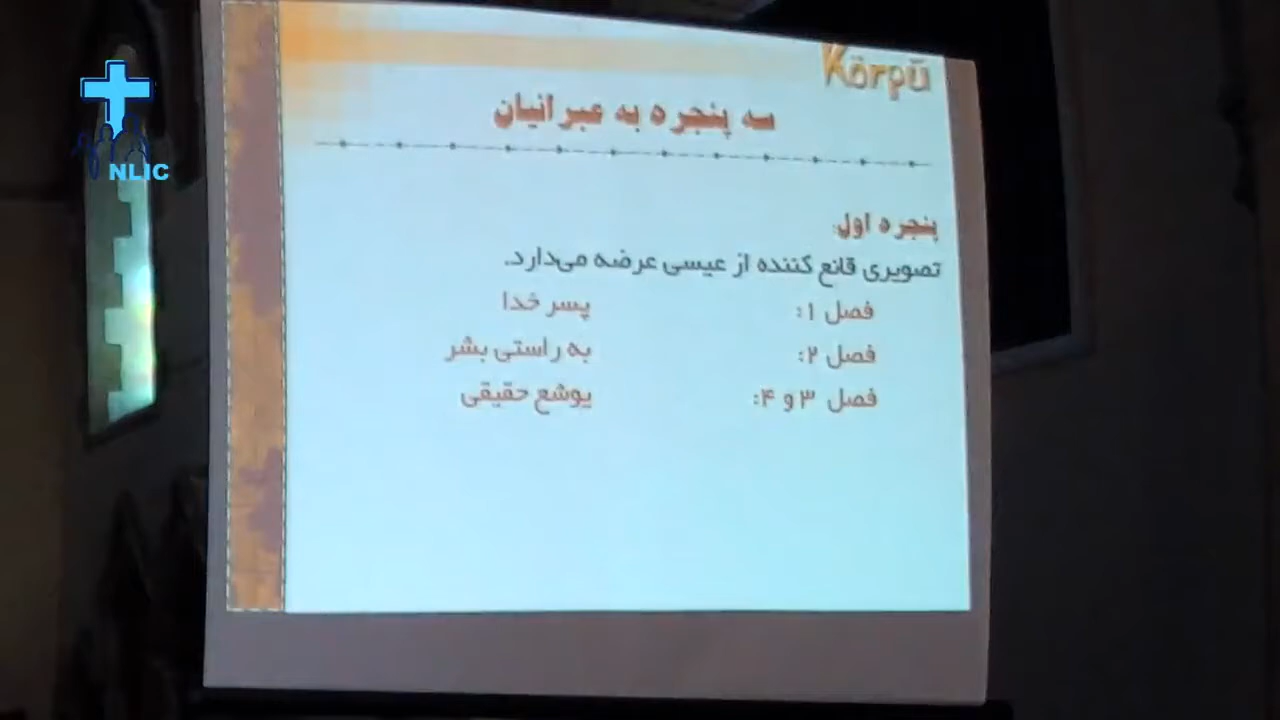 Körpü
سه پنجره به عبرانیان
پنجره اول:
تصویری قانع کننده از عیسی عرضه می‌دارد.
فصل ۱: پسر خدا
فصل ۲: به راستی بشر
فصل ۳ و ۴: یوشع حقیقی
NLIC